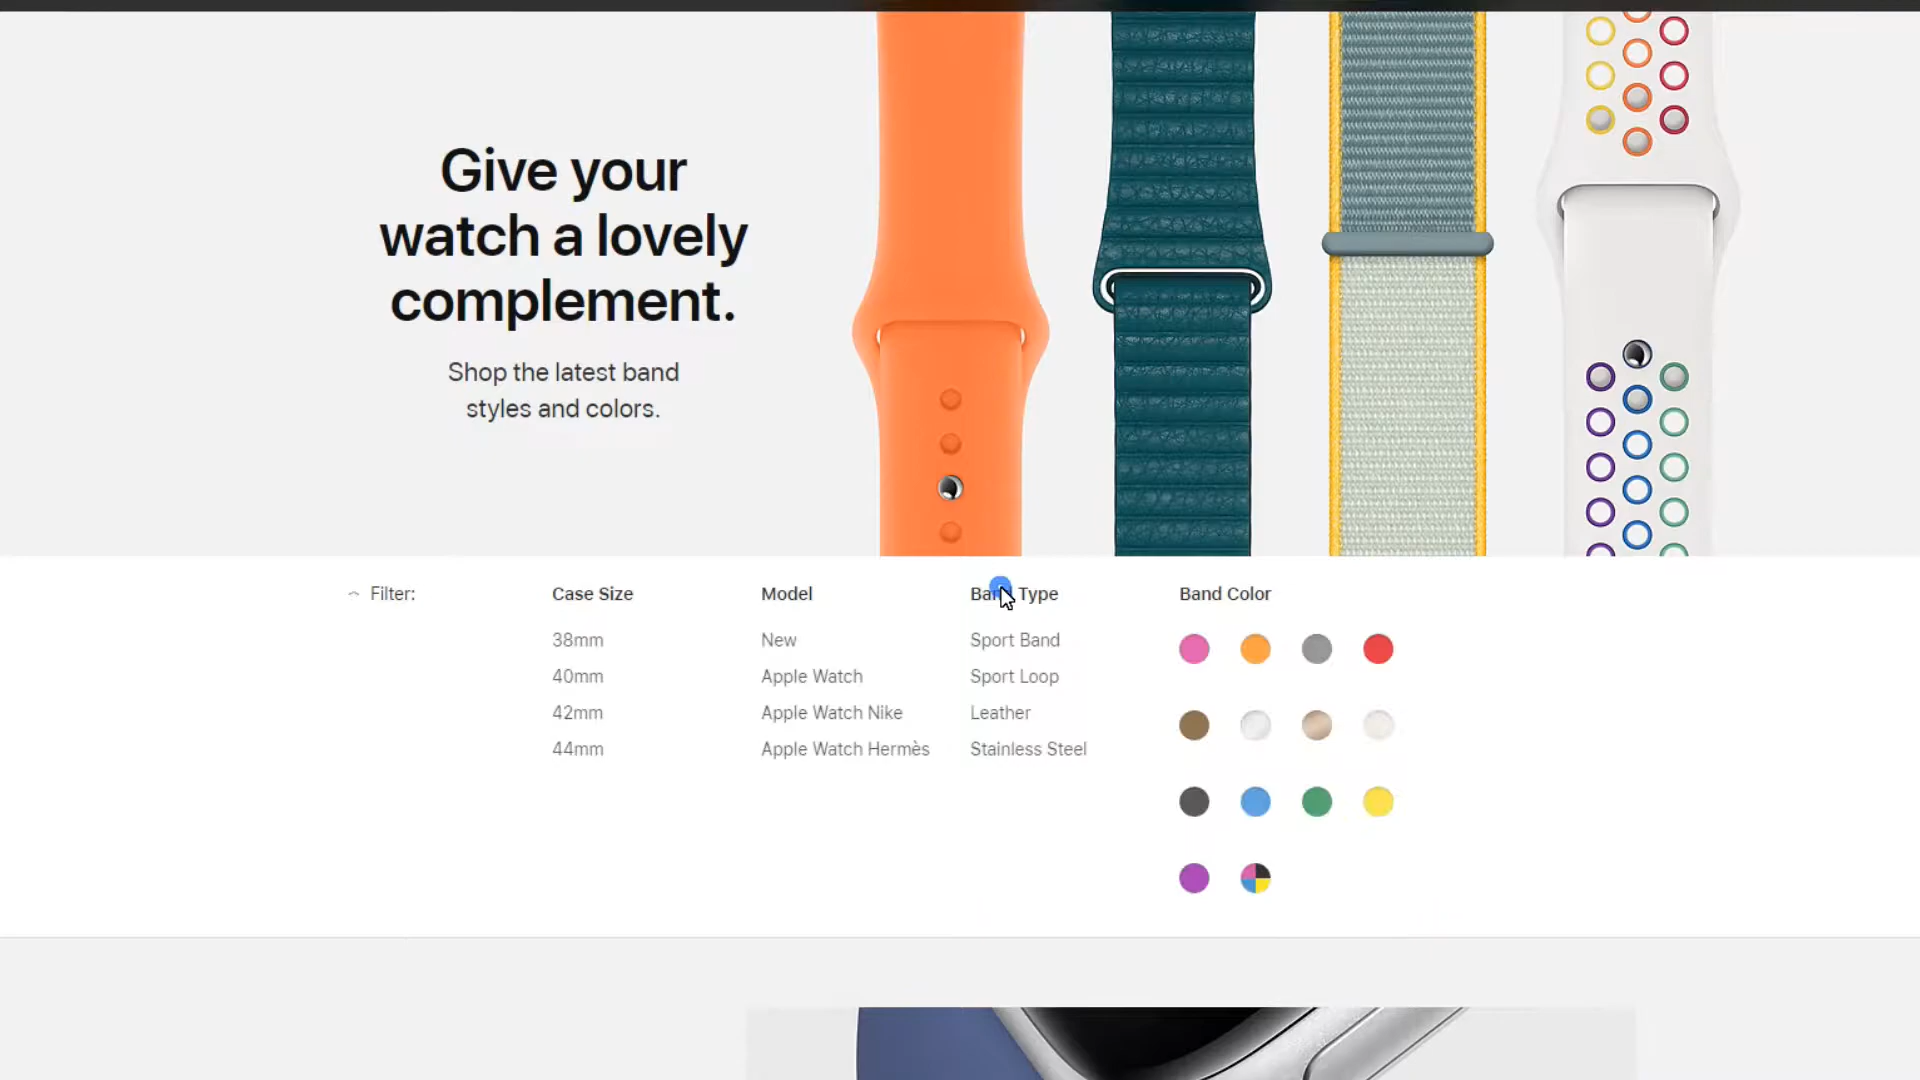 Give your
watch a lovely
complement.
Shop the latest band
styles and colors.
Filter:
Case Size
38mm
40mm
42mm
44mm
Model
New
Apple Watch
Apple Watch Nike
Apple Watch Hermès
Band Type
Sport Band
Sport Loop
Leather
Stainless Steel
Band Color